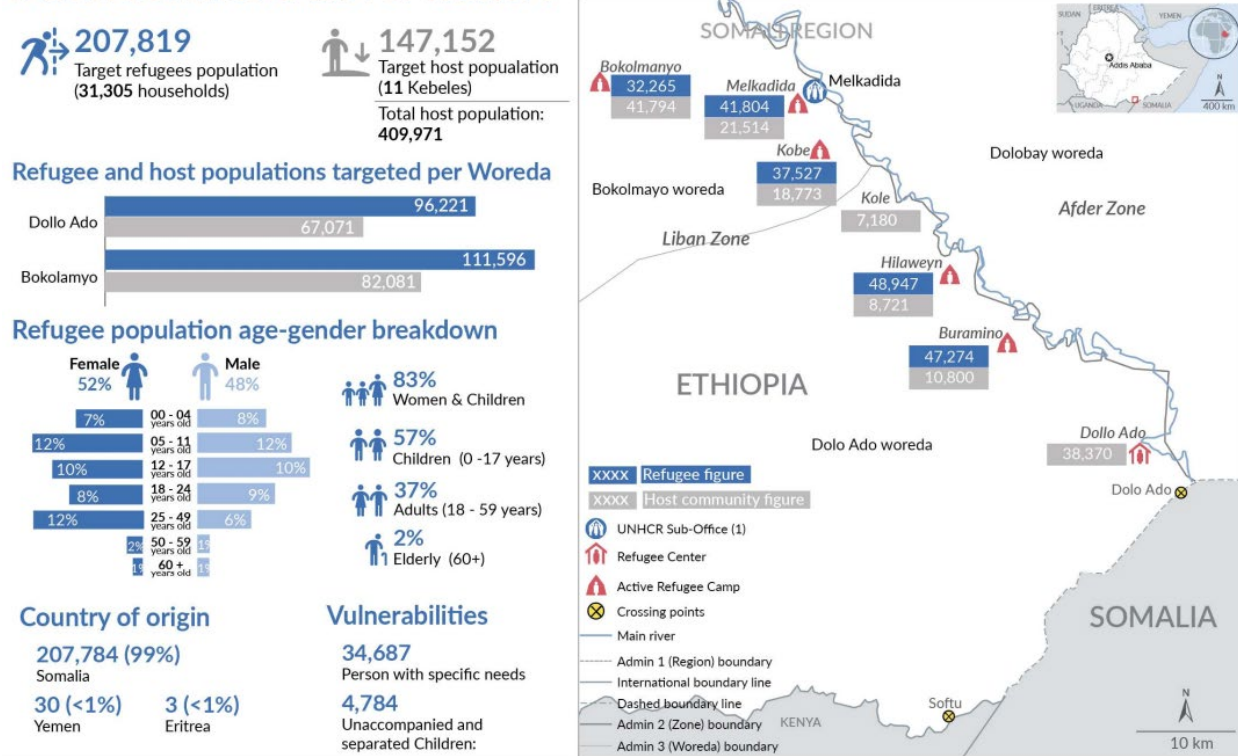 207,819
Target refugees population
(31,305 households)
147,152
Target host popualation
(11 Kebeles)
Total host population:
409,971
Refugee and host populations targeted per Woreda
Dollo Ado
96,221
67,071
Bokolamyo
111,596
82,081
Refugee population age-gender breakdown
Female
52%
Male
48%
7% 00 - 04 years old 8%
12% 05 - 11 years old 12%
10% 12 - 17 years old 10%
8% 18 - 24 years old 9%
12% 25 - 49 years old 6%
2% 50 - 59 years old 1%
1% 60 + years old 1%
83%
Women & Children
57%
Children (0 -17 years)
37%
Adults (18 - 59 years)
2%
Elderly (60+)
Country of origin
207,784 (99%)
Somalia
30 (<1%)
Yemen
3 (<1%)
Eritrea
Vulnerabilities
34,687
Person with specific needs
4,784
Unaccompanied and
separated Children:
SOMALI REGION
Bokolmanyo
32,265
41,794
Melkadida
41,804
21,514
Melkadida
Kobe
37,527
18,773
Bokolmayo woreda
Kole
7,180
Liban Zone
Dolobay woreda
Afder Zone
Hilaweyn
48,947
8,721
Buramino
47,274
10,800
ETHIOPIA
Dolo Ado woreda
Dollo Ado
38,370
Dolo Ado
SOMALIA
Softu
KENYA
XXXX Refugee figure
XXXX Host community figure
UNHCR Sub-Office (1)
Refugee Center
Active Refugee Camp
Crossing points
Main river
Admin 1 (Region) boundary
International boundary line
Dashed boundary line
Admin 2 (Zone) boundary
Admin 3 (Woreda) boundary
SUDAN
ERITREA
YEMEN
Addis Ababa
UGANDA
SOMALIA
N
400 km
N
10 km